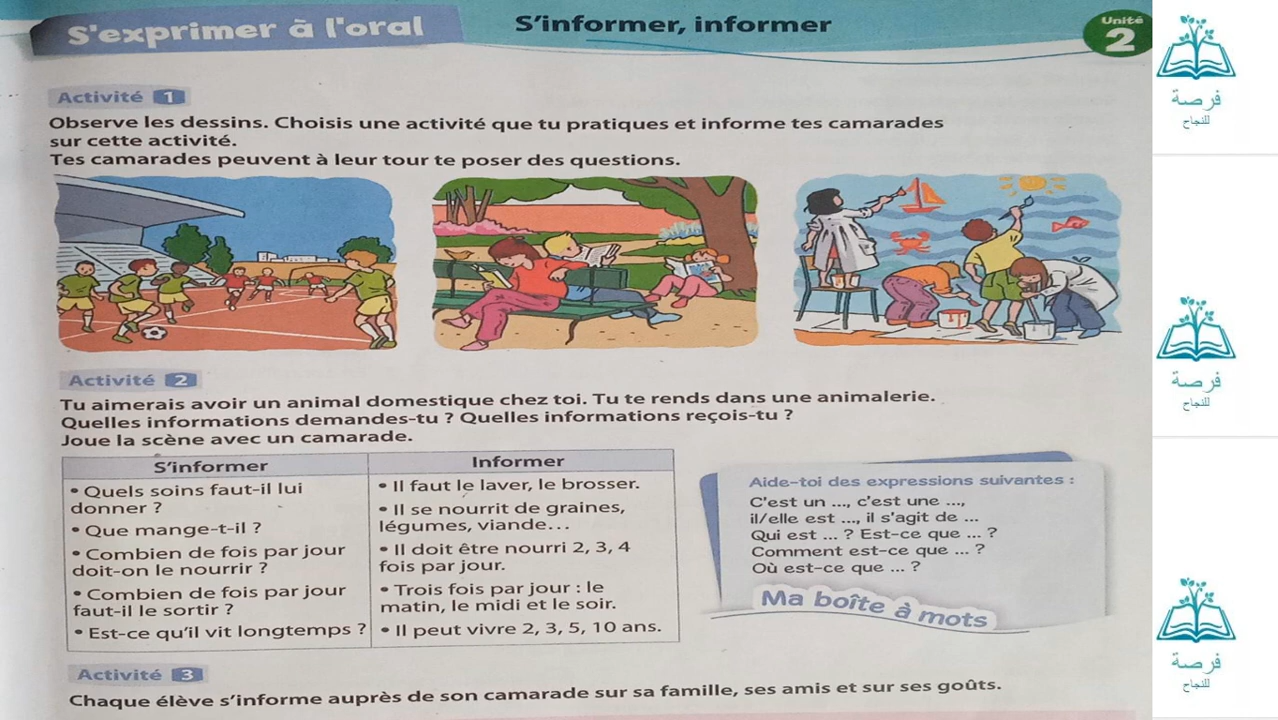 S'exprimer à l'oral
S'informer, informer
Unité
2
Activité 1
Observe les dessins. Choisis une activité que tu pratiques et informe tes camarades
sur cette activité.
Tes camarades peuvent à leur tour te poser des questions.
Activité 2
Tu aimerais avoir un animal domestique chez toi. Tu te rends dans une animalerie.
Quelles informations demandes-tu ? Quelles informations reçois-tu ?
Joue la scène avec un camarade.
S'informer
• Quels soins faut-il lui
donner ?
• Que mange-t-il ?
• Combien de fois par jour
doit-on le nourrir ?
• Combien de fois par jour
faut-il le sortir ?
• Est-ce qu'il vit longtemps ?
Informer
• Il faut le laver, le brosser.
• Il se nourrit de graines,
légumes, viande...
• Il doit être nourri 2, 3, 4
fois par jour.
• Trois fois par jour : le
matin, le midi et le soir.
• Il peut vivre 2, 3, 5, 10 ans.
Aide-toi des expressions suivantes :
C'est un ..., c'est une ...,
il/elle est ..., il s'agit de ...
Qui est ... ? Est-ce que ... ?
Comment est-ce que ... ?
Où est-ce que ... ?
Ma boîte à mots
Activité 3
Chaque élève s'informe auprès de son camarade sur sa famille, ses amis et sur ses goûts.
فرصة
للنجاح
فرصة
للنجاح
فرصة
للنجاح